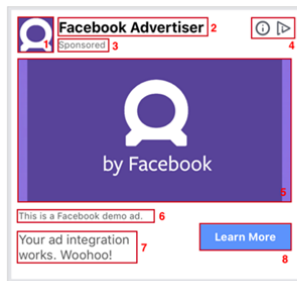 Facebook Advertiser 2
1
Sponsored 3
4
by Facebook
5
This is a Facebook demo ad. 6
Your ad integration
works. Woohoo!
7
Learn More
8